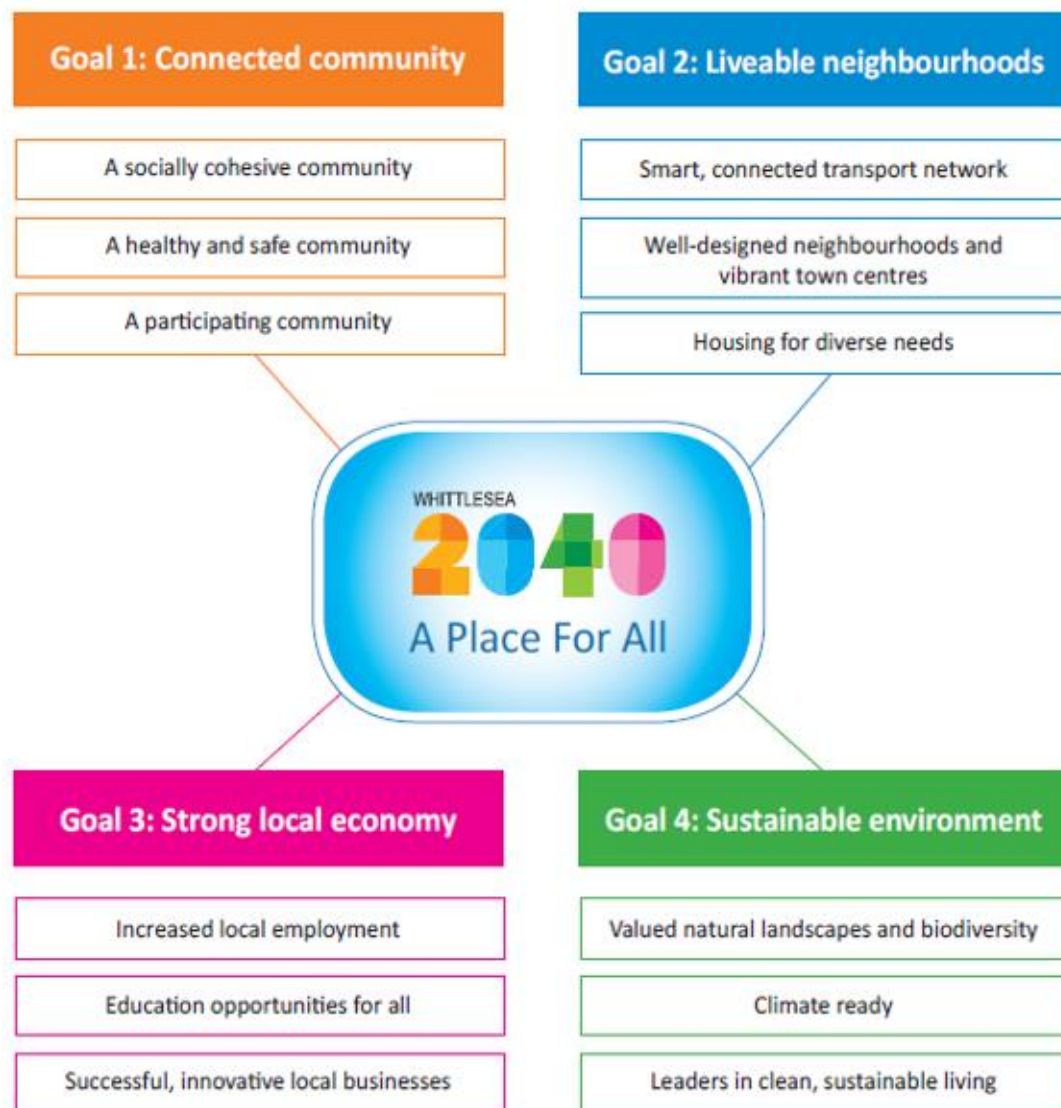 Goal 1: Connected community
A socially cohesive community
A healthy and safe community
A participating community
Goal 2: Liveable neighbourhoods
Smart, connected transport network
Well-designed neighbourhoods and
vibrant town centres
Housing for diverse needs
WHITTLESEA
2040
A Place For All
Goal 3: Strong local economy
Increased local employment
Education opportunities for all
Successful, innovative local businesses
Goal 4: Sustainable environment
Valued natural landscapes and biodiversity
Climate ready
Leaders in clean, sustainable living